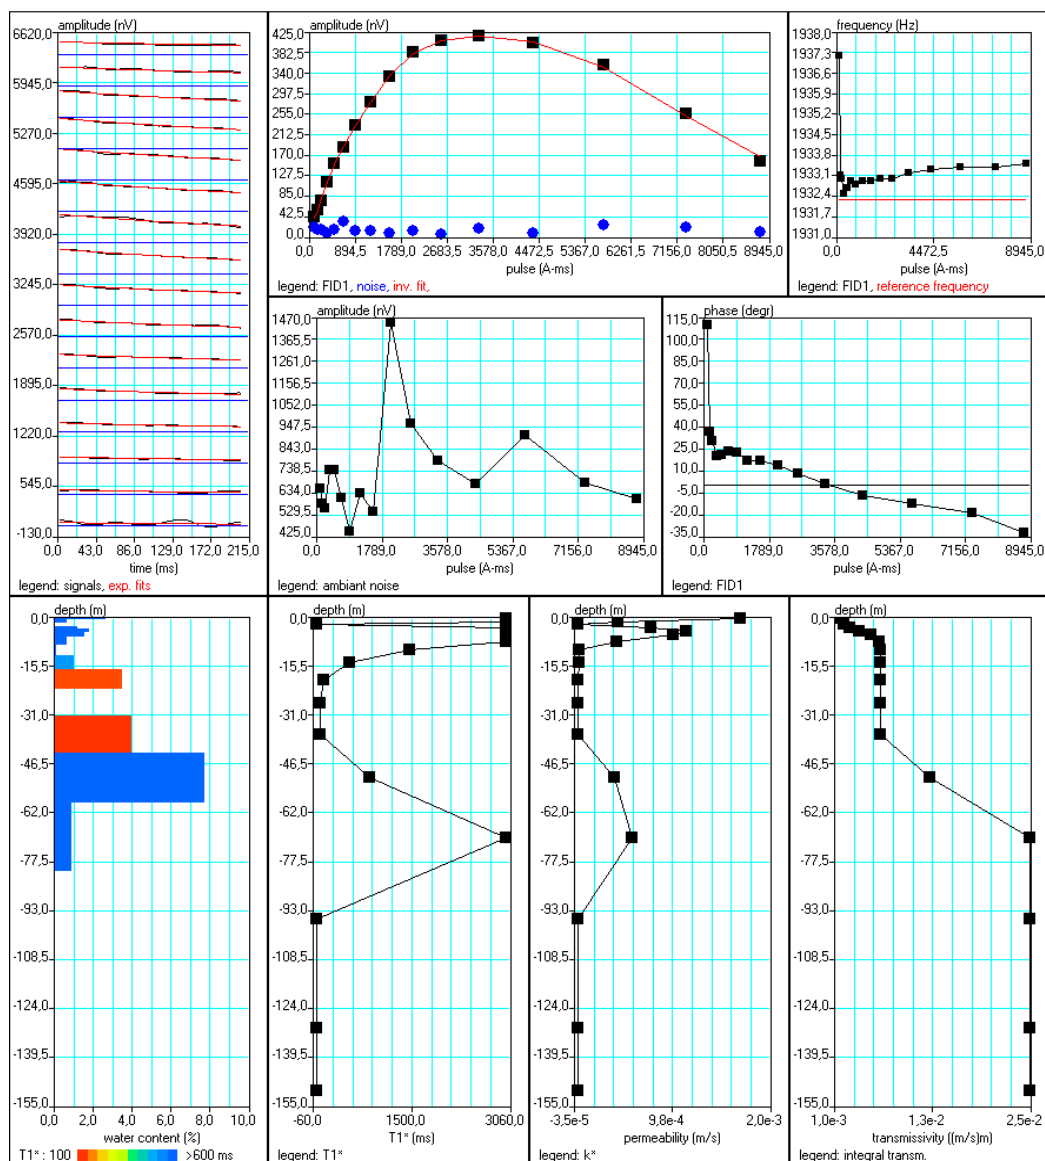 amplitude (nV)
6620,0
5945,0
5270,0
4595,0
3920,0
3245,0
2570,0
1895,0
1220,0
545,0
-130,0
0,0 43,0 86,0 129,0 172,0 215,0
time (ms)
legend: signals, exp. fits
amplitude (nV)
425,0
382,5
340,0
297,5
255,0
212,5
170,0
127,5
85,0
42,5
0,0
0,0 894,5 1789,0 2683,5 3578,0 4472,5 5367,0 6261,5 7156,0 8050,5 8945,0
pulse (A-ms)
legend: FID1, noise, inv. fit,
frequency (Hz)
1938,0
1937,3
1936,6
1935,9
1935,2
1934,5
1933,8
1933,1
1932,4
1931,7
1931,0
0,0 4472,5 8945,0
pulse (A-ms)
legend: FID1, reference frequency
amplitude (nV)
1470,0
1365,5
1261,0
1156,5
1052,0
947,5
843,0
738,5
634,0
529,5
425,0
0,0 1789,0 3578,0 5367,0 7156,0 8945,0
pulse (A-ms)
legend: ambiant noise
phase (degr)
115,0
100,0
85,0
70,0
55,0
40,0
25,0
10,0
-5,0
-20,0
-35,0
0,0 1789,0 3578,0 5367,0 7156,0 8945,0
pulse (A-ms)
legend: FID1
depth (m)
0,0
-15,5
-31,0
-46,5
-62,0
-77,5
-93,0
-108,5
-124,0
-139,5
-155,0
0,0 2,0 4,0 6,0 8,0 10,0
water content (%)
T1* : 100 >600 ms
depth (m)
0,0
-15,5
-31,0
-46,5
-62,0
-77,5
-93,0
-108,5
-124,0
-139,5
-155,0
-60,0 1500,0 3060,0
T1* (ms)
legend: T1*
depth (m)
0,0
-15,5
-31,0
-46,5
-62,0
-77,5
-93,0
-108,5
-124,0
-139,5
-155,0
-3.5e-5 9.8e-4 2.0e-3
permeability (m/s)
legend: k*
depth (m)
0,0
-15,5
-31,0
-46,5
-62,0
-77,5
-93,0
-108,5
-124,0
-139,5
-155,0
1.0e-3 1.3e-2 2.5e-2
transmissivity ((m/s)m)
legend: integral transm.